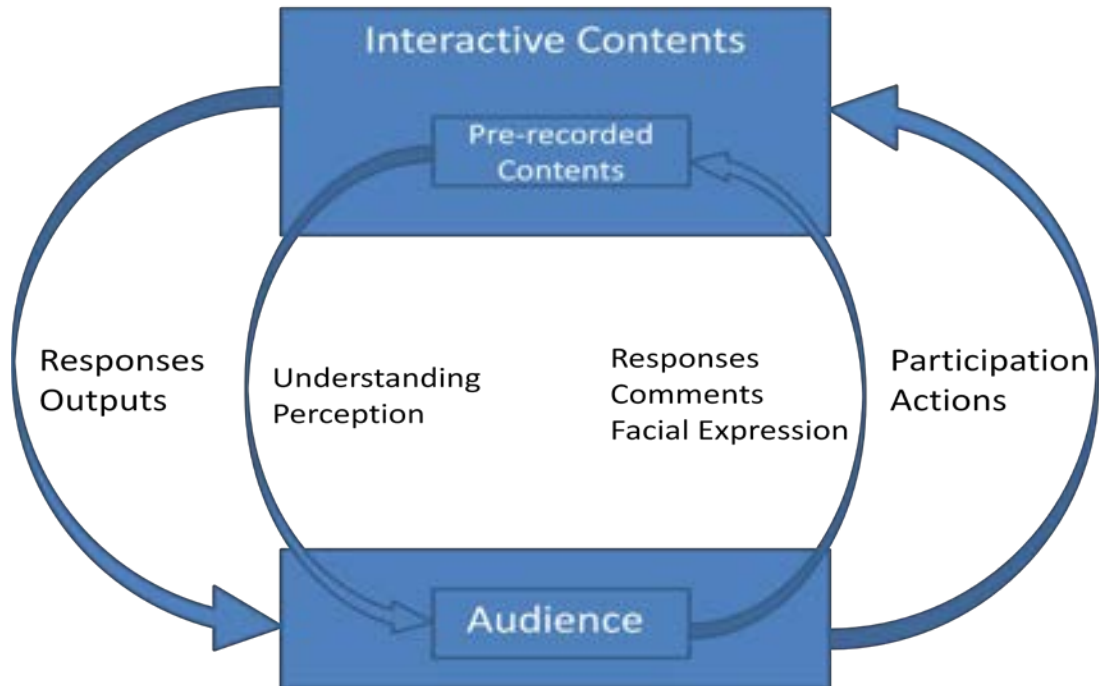 Interactive Contents
Pre-recorded
Contents
Responses
Outputs
Understanding
Perception
Responses
Comments
Facial Expression
Participation
Actions
Audience